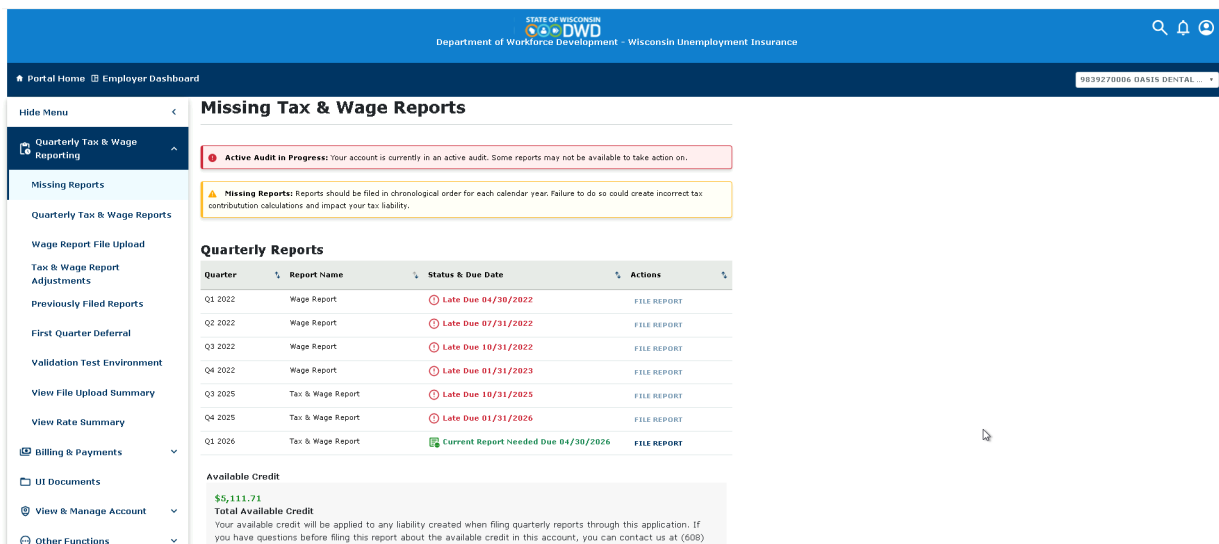 STATE OF WISCONSIN
DWD
Department of Workforce Development - Wisconsin Unemployment Insurance
Portal Home Employer Dashboard
9839270006 OASIS DENTAL ...
Hide Menu
Missing Tax & Wage Reports
Quarterly Tax & Wage
Reporting
Active Audit in Progress: Your account is currently in an active audit. Some reports may not be available to take action on.
Missing Reports
Missing Reports: Reports should be filed in chronological order for each calendar year. Failure to do so could create incorrect tax
contributution calculations and impact your tax liability.
Quarterly Tax & Wage Reports
Wage Report File Upload
Tax & Wage Report
Adjustments
Previously Filed Reports
First Quarter Deferral
Validation Test Environment
View File Upload Summary
View Rate Summary
Billing & Payments
UI Documents
View & Manage Account
Other Functions
Quarterly Reports
Quarter Report Name Status & Due Date Actions
Q1 2022 Wage Report Late Due 04/30/2022 FILE REPORT
Q2 2022 Wage Report Late Due 07/31/2022 FILE REPORT
Q3 2022 Wage Report Late Due 10/31/2022 FILE REPORT
Q4 2022 Wage Report Late Due 01/31/2023 FILE REPORT
Q3 2025 Tax & Wage Report Late Due 10/31/2025 FILE REPORT
Q4 2025 Tax & Wage Report Late Due 01/31/2026 FILE REPORT
Q1 2026 Tax & Wage Report Current Report Needed Due 04/30/2026 FILE REPORT
Available Credit
$5,111.71
Total Available Credit
Your available credit will be applied to any liability created when filing quarterly reports through this application. If
you have questions before filing this report about the available credit in this account, you can contact us at (608)